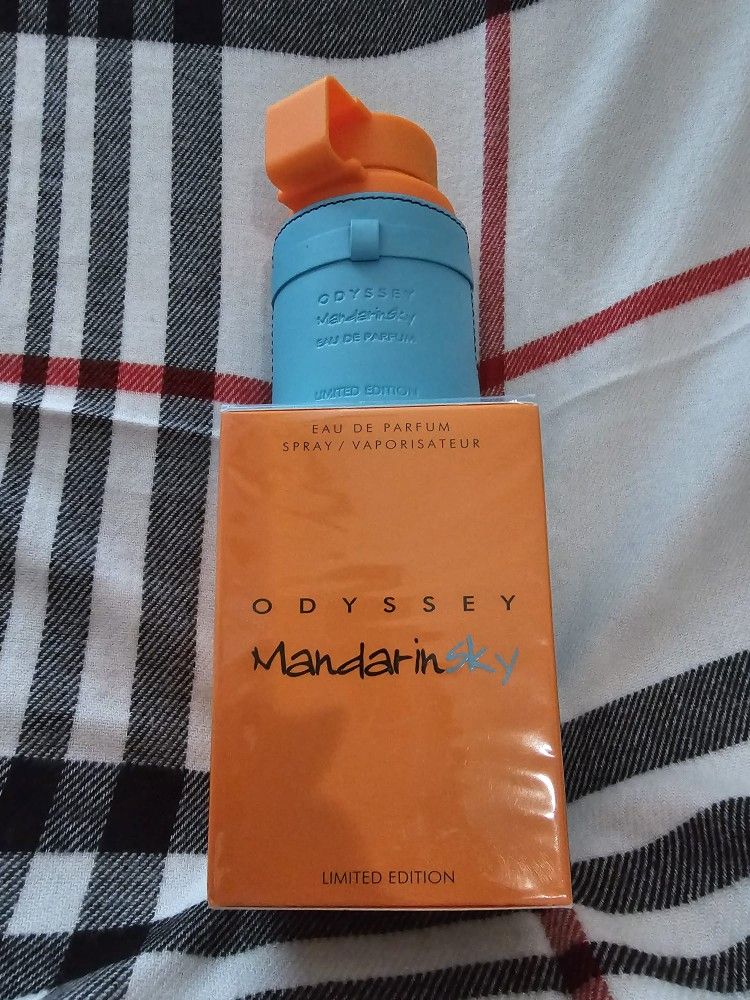 ODYSSEY
MandarinSky
EAU DE PARFUM
LIMITED EDITION
EAU DE PARFUM
SPRAY / VAPORISATEUR
ODYSSEY
Mandarinsky
LIMITED EDITION